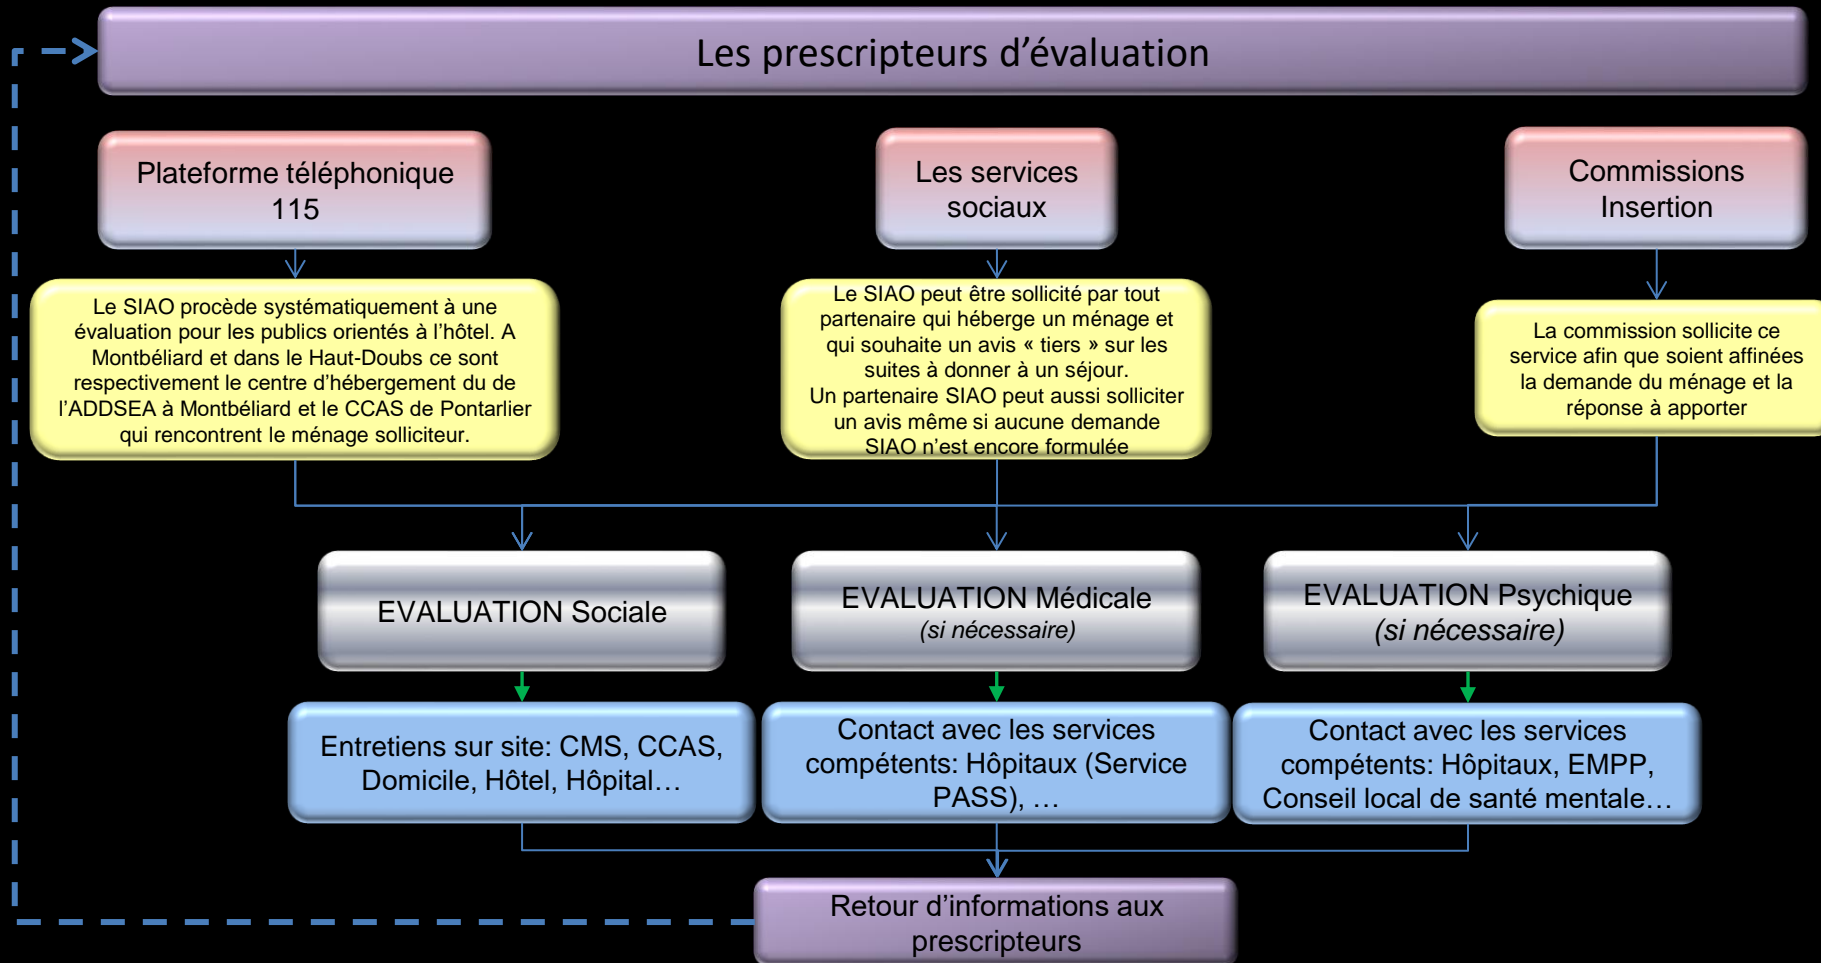 Les prescripteurs d’évaluation
Plateforme téléphonique
115
Les services
sociaux
Commissions
Insertion
Le SIAO procède systématiquement à une
évaluation pour les publics orientés à l’hôtel. A
Montbéliard et dans le Haut-Doubs ce sont
respectivement le centre d’hébergement du de
l’ADDSEA à Montbéliard et le CCAS de Pontarlier
qui rencontrent le ménage solliciteur.
Le SIAO peut être sollicité par tout
partenaire qui héberge un ménage et
qui souhaite un avis « tiers » sur les
suites à donner à un séjour.
Un partenaire SIAO peut aussi solliciter
un avis même si aucune demande
SIAO n’est encore formulée
La commission sollicite ce
service afin que soient affinées
la demande du ménage et la
réponse à apporter
EVALUATION Sociale
EVALUATION Médicale
(si nécessaire)
EVALUATION Psychique
(si nécessaire)
Entretiens sur site: CMS, CCAS,
Domicile, Hôtel, Hôpital…
Contact avec les services
compétents: Hôpitaux (Service
PASS), …
Contact avec les services
compétents: Hôpitaux, EMPP,
Conseil local de santé mentale…
Retour d’informations aux
prescripteurs